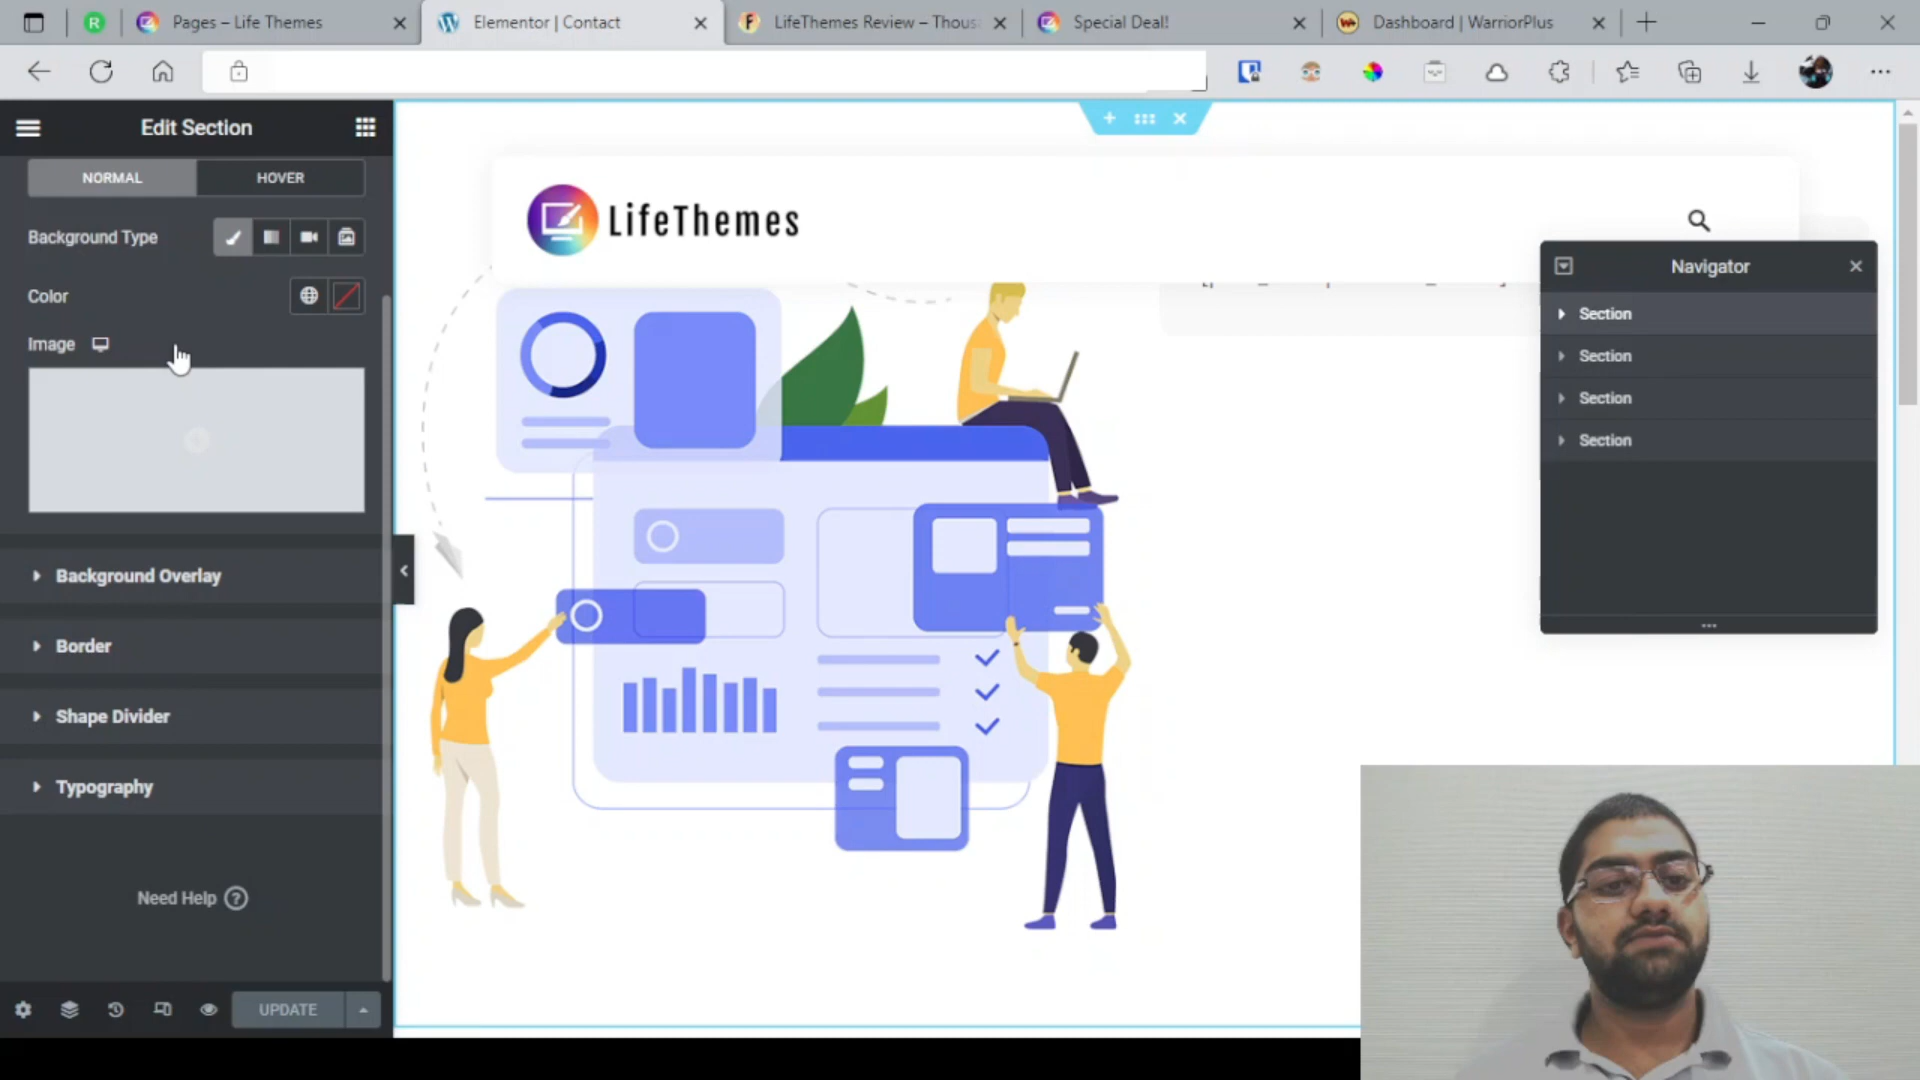 Pages – Life Themes
Elementor | Contact
LifeThemes Review – Thous
Special Deal!
Dashboard | WarriorPlus
Edit Section
NORMAL
HOVER
Background Type
Color
Image
Background Overlay
Border
Shape Divider
Typography
Need Help ?
UPDATE
LifeThemes
Navigator
Section
Section
Section
Section